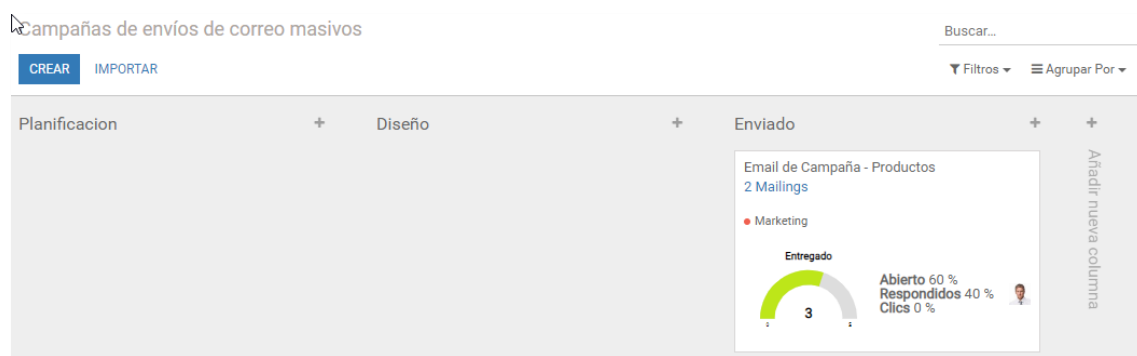 Campañas de envíos de correo masivos
Buscar...
CREAR IMPORTAR
Filtros Agrupar Por
Planificacion + Diseño + Enviado + +
Email de Campaña - Productos
2 Mailings
Marketing
Entregado
3
Abierto 60 %
Respondidos 40 %
Clics 0 %
Añadir nueva columna